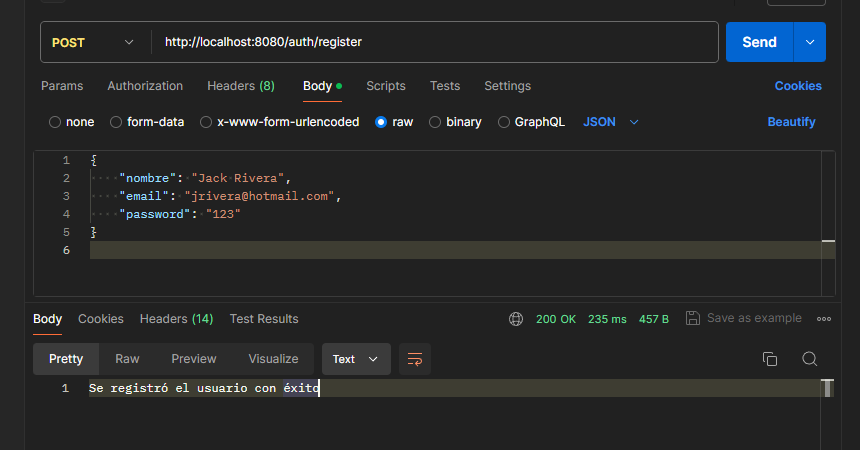 POST http://localhost:8080/auth/register Send
Params Authorization Headers (8) Body Scripts Tests Settings Cookies
none form-data x-www-form-urlencoded raw binary GraphQL JSON Beautify
1 {
2 "nombre": "Jack Rivera",
3 "email": "jrivera@hotmail.com",
4 "password": "123"
5 }
6
Body Cookies Headers (14) Test Results 200 OK 235 ms 457 B Save as example
Pretty Raw Preview Visualize Text
1 Se registró el usuario con éxito